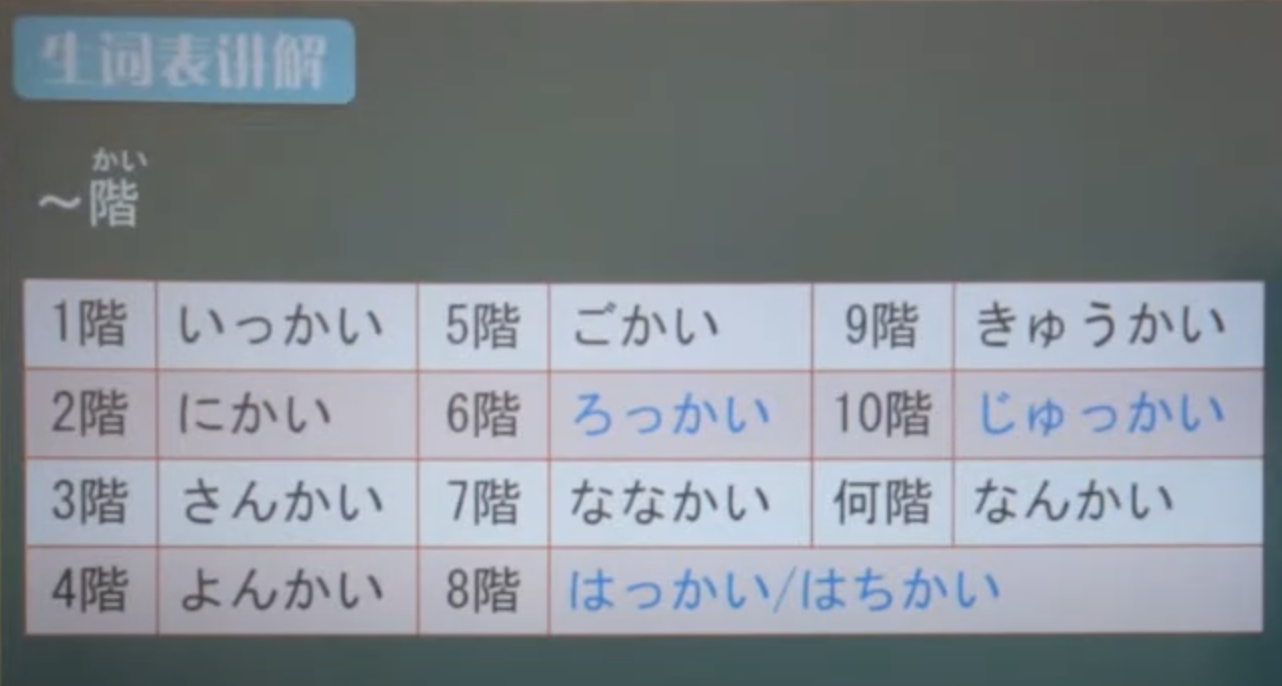 生词表讲解
かい
～階
1階 いっかい 5階 ごかい 9階 きゅうかい
2階 にかい 6階 ろっかい 10階 じゅっかい
3階 さんかい 7階 ななかい 何階 なんかい
4階 よんかい 8階 はっかい/はちかい